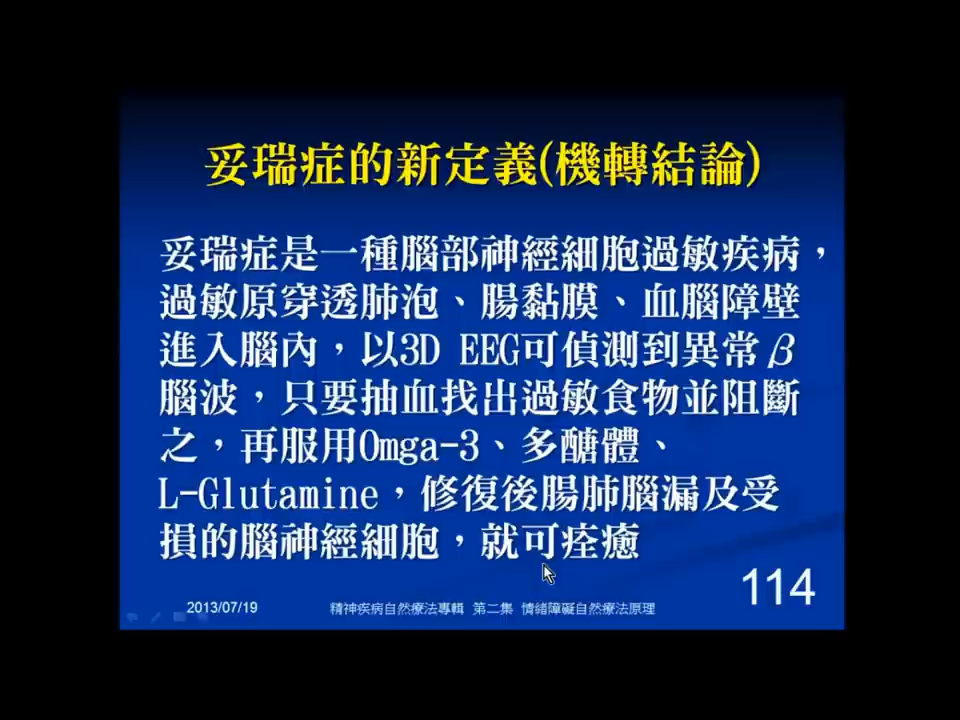 妥瑞症的新定義(機轉結論)
妥瑞症是一種腦部神經細胞過敏疾病，
過敏原穿透肺泡、腸黏膜、血腦障壁
進入腦內，以3D EEG可偵測到異常β
腦波，只要抽血找出過敏食物並阻斷
之，再服用Omga-3、多醣體、
L-Glutamine，修復後腸肺腦漏及受
損的腦神經細胞，就可痊癒
2013/07/19
精神疾病自然療法專輯 第二集 情緒障礙自然療法原理
114